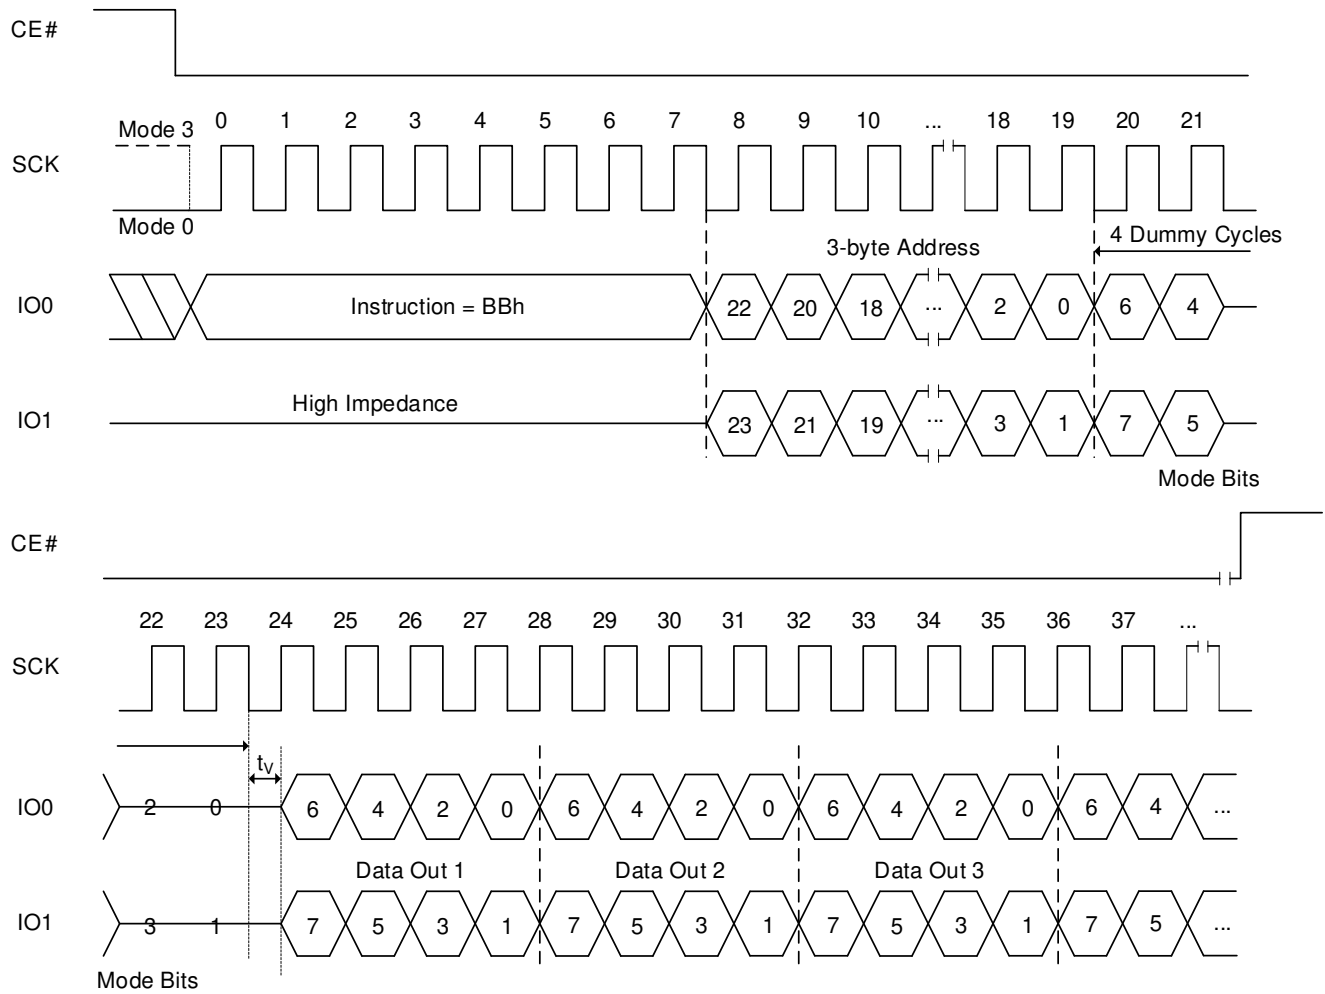 CE#
Mode 3 0 1 2 3 4 5 6 7 8 9 10 ... 18 19 20 21
SCK
Mode 0
3-byte Address 4 Dummy Cycles
IO0 Instruction = BBh 22 20 18 ... 2 0 6 4
High Impedance
IO1 23 21 19 ... 3 1 7 5
Mode Bits
CE#
22 23 24 25 26 27 28 29 30 31 32 33 34 35 36 37 ...
SCK
tV
IO0 2 0 6 4 2 0 6 4 2 0 6 4 2 0 6 4 ...
Data Out 1 Data Out 2 Data Out 3
IO1 3 1 7 5 3 1 7 5 3 1 7 5 3 1 7 5 ...
Mode Bits